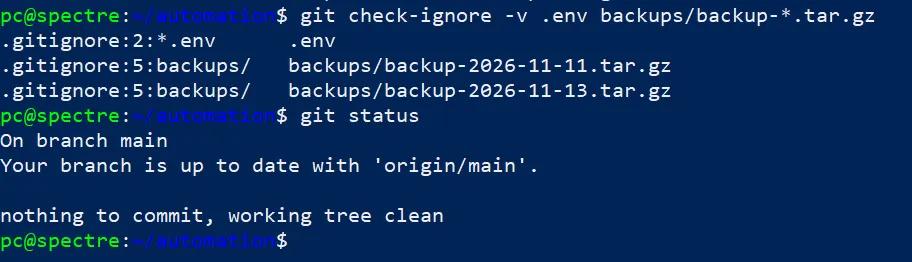 pc@spectre:~/automation$ git check-ignore -v .env backups/backup-*.tar.gz
.gitignore:2:*.env      .env
.gitignore:5:backups/   backups/backup-2026-11-11.tar.gz
.gitignore:5:backups/   backups/backup-2026-11-13.tar.gz
pc@spectre:~/automation$ git status
On branch main
Your branch is up to date with 'origin/main'.

nothing to commit, working tree clean
pc@spectre:~/automation$